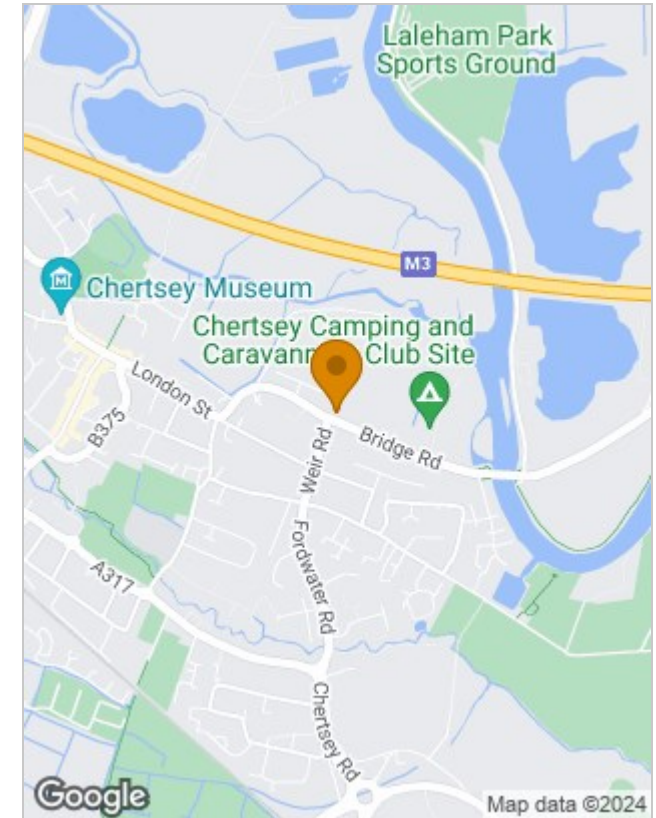 Laleham Park
Sports Ground
M3
M
Chertsey Museum
Chertsey Camping and
Caravann Club Site
London St
B375
Weir Rd
Bridge Rd
Fordwater Rd
A317
Chertsey Rd
Google
Map data ©2024